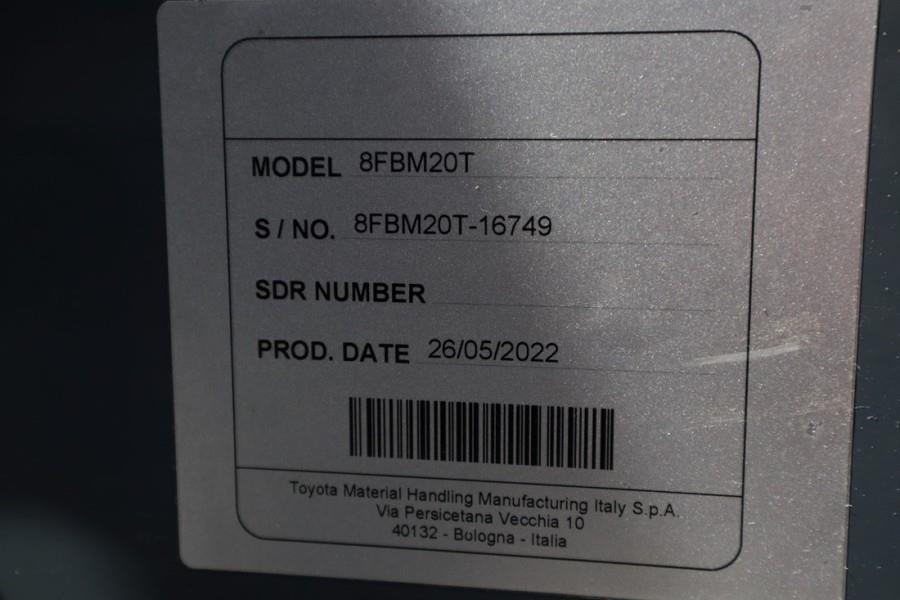 MODEL 8FBM20T
S / NO. 8FBM20T-16749
SDR NUMBER
PROD. DATE 26/05/2022
Toyota Material Handling Manufacturing Italy S.p.A.
Via Persicetana Vecchia 10
40132 - Bologna - Italia